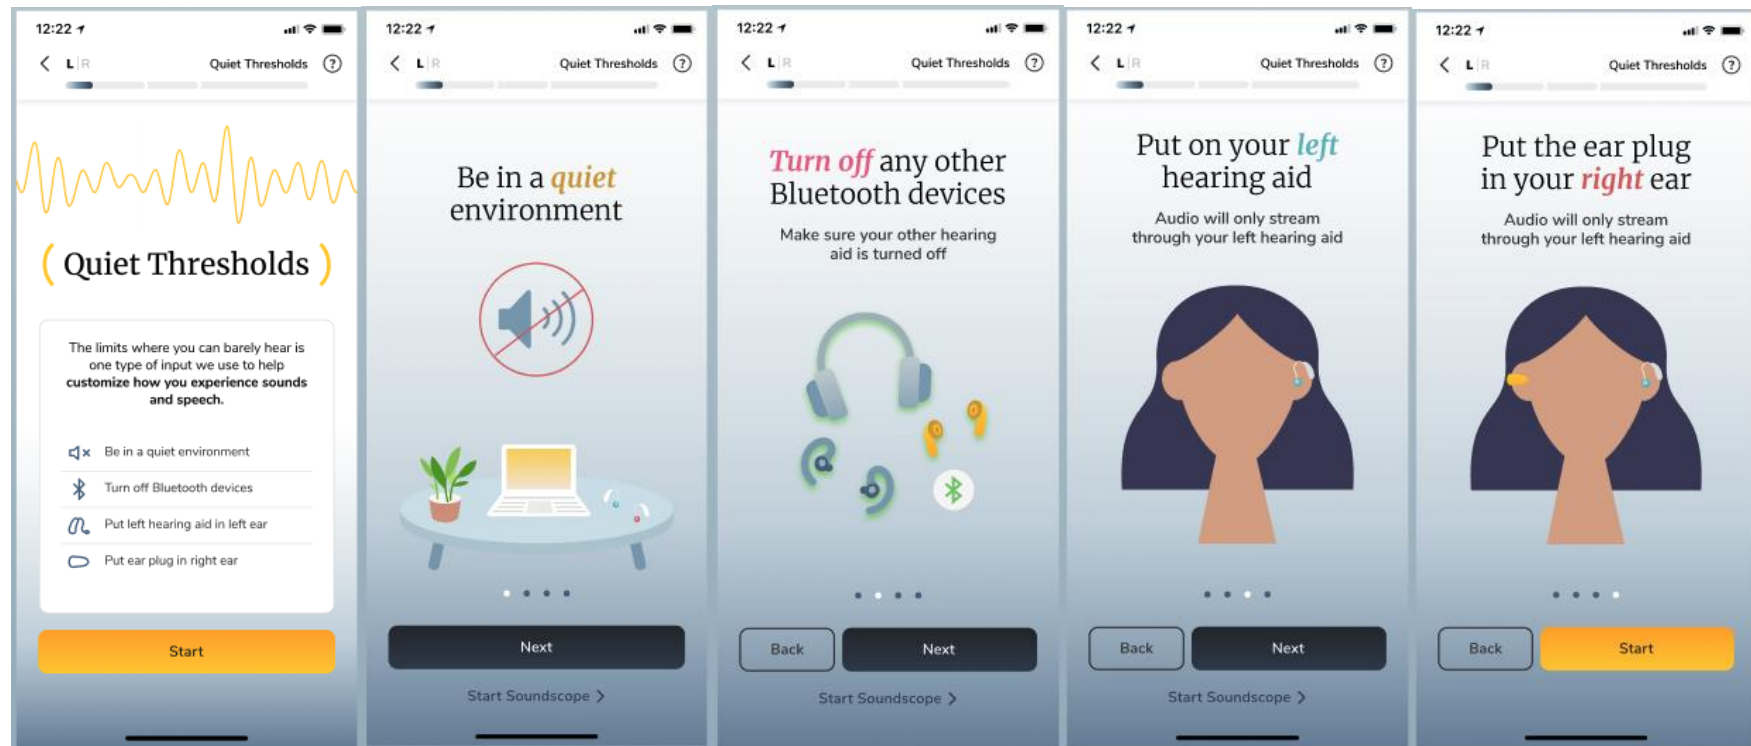 12:22
L|R Quiet Thresholds ?
Quiet Thresholds
The limits where you can barely hear is
one type of input we use to help
customize how you experience sounds
and speech.
Be in a quiet environment
Turn off Bluetooth devices
Put left hearing aid in left ear
Put ear plug in right ear
Start
12:22
L|R Quiet Thresholds ?
Be in a quiet
environment
Next
Start Soundscope >
12:22
L|R Quiet Thresholds ?
Turn off any other
Bluetooth devices
Make sure your other hearing
aid is turned off
Back Next
Start Soundscope >
12:22
L|R Quiet Thresholds ?
Put on your left
hearing aid
Audio will only stream
through your left hearing aid
Back Next
Start Soundscope >
12:22
L|R Quiet Thresholds ?
Put the ear plug
in your right ear
Audio will only stream
through your left hearing aid
Back Start